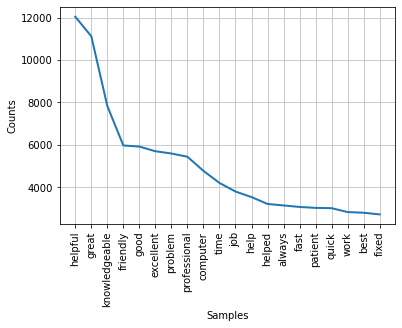 12000
10000
8000
6000
4000
Counts
helpful
great
knowledgeable
friendly
good
excellent
problem
professional
computer
time
job
help
helped
always
fast
patient
quick
work
best
fixed
Samples